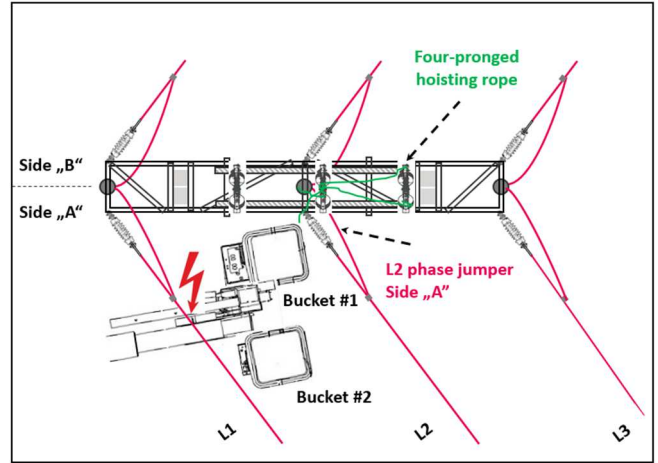 Four-pronged
hoisting rope
Side „B“
Side „A“
L2 phase jumper
Side „A”
Bucket #1
Bucket #2
L1
L2
L3